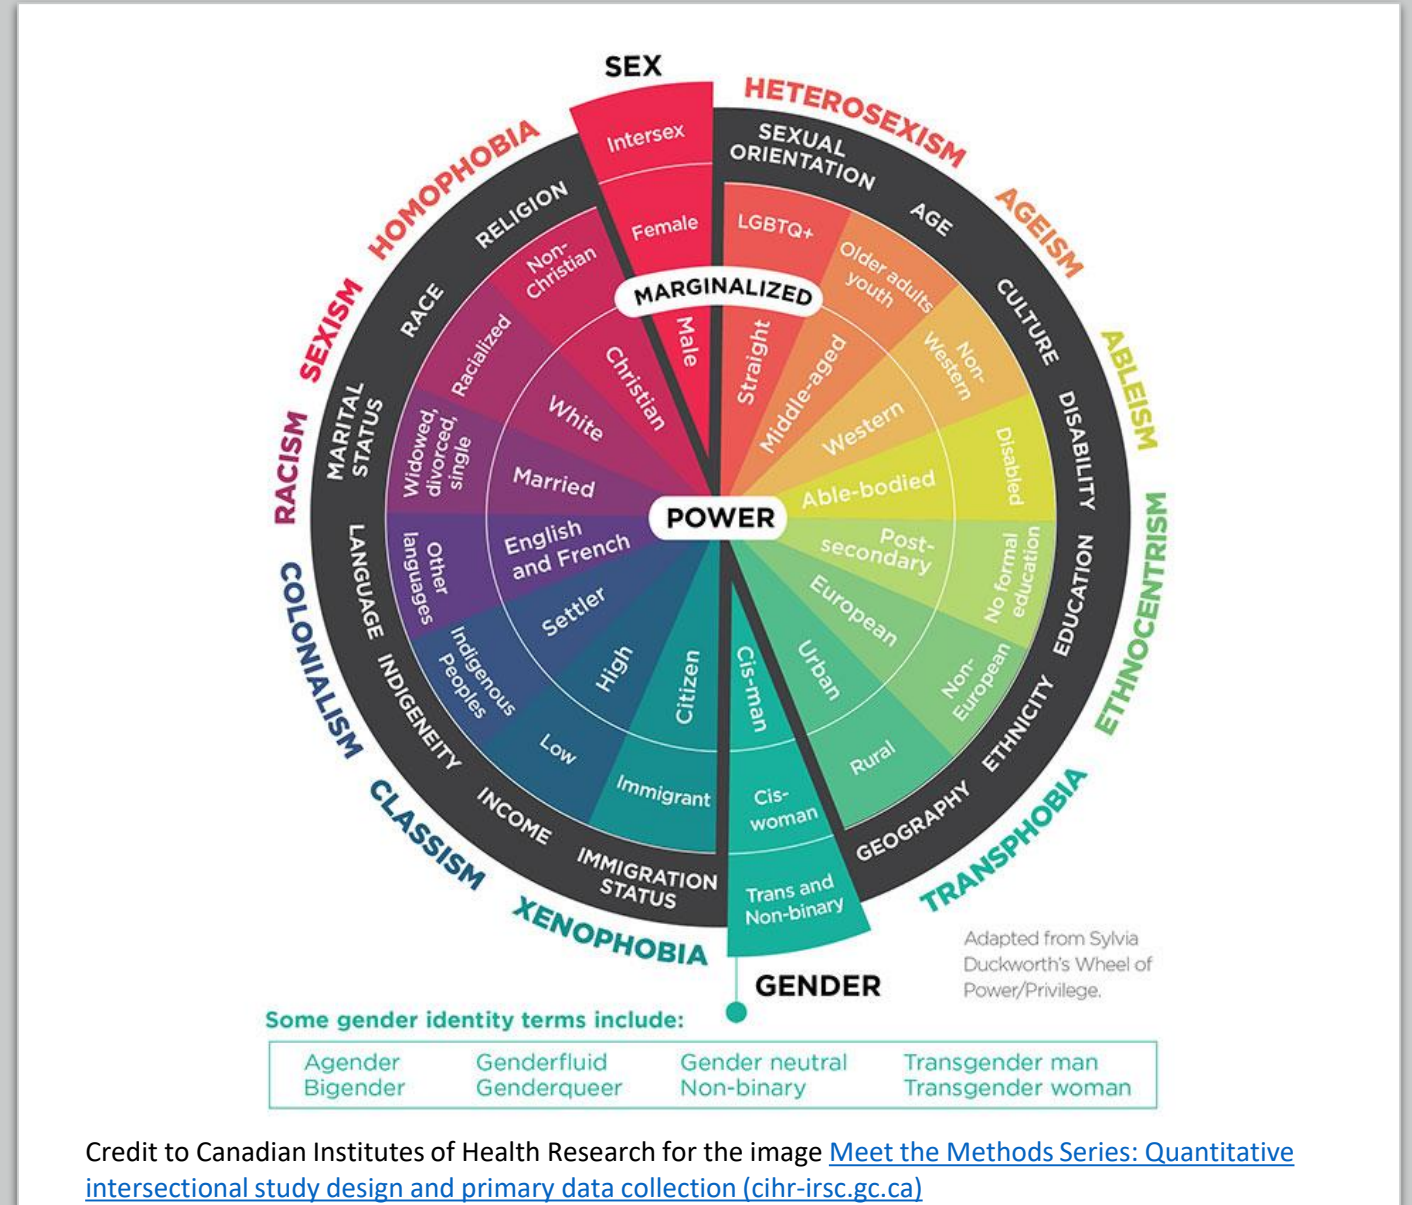 SEX
Intersex
Female
MARGINALIZED
Male
HETEROSEXISM
SEXUAL
ORIENTATION
LGBTQ+
Straight
AGEISM
AGE
Older adults
youth
Middle-aged
CULTURE
Non-
Western
Western
ABLEISM
DISABILITY
Disabled
Able-bodied
POWER
EDUCATION
No formal
education
Post-
secondary
ETHNOCENTRISM
ETHNICITY
Non-
European
European
GEOGRAPHY
Rural
Urban
TRANSPHOBIA
Cis-man
Cis-
woman
Trans and
Non-binary
GENDER
XENOPHOBIA
IMMIGRATION
STATUS
Immigrant
Citizen
CLASSISM
INCOME
Low
High
COLONIALISM
INDIGENEITY
Indigenous
Peoples
Settler
LANGUAGE
Other
languages
English
and French
RACISM
MARITAL
STATUS
Widowed,
divorced,
single
Married
SEXISM
RACE
Racialized
White
HOMOPHOBIA
RELIGION
Non-
Christian
Christian
Adapted from Sylvia
Duckworth's Wheel of
Power/Privilege.
Some gender identity terms include:
Agender Genderfluid Gender neutral Transgender man
Bigender Genderqueer Non-binary Transgender woman
Credit to Canadian Institutes of Health Research for the image Meet the Methods Series: Quantitative
intersectional study design and primary data collection (cihr-irsc.gc.ca)